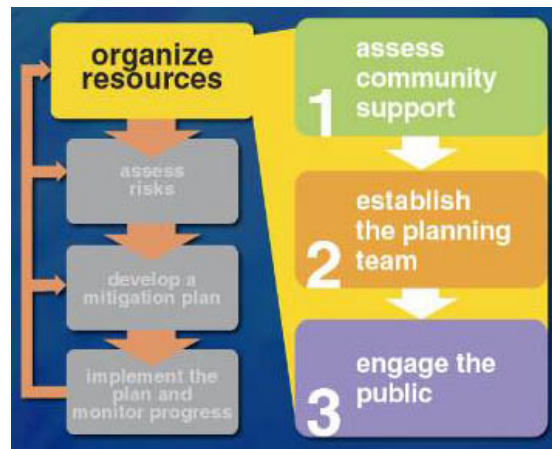 organize
resources
assess
risks
develop a
mitigation plan
implement the
plan and
monitor progress
1
assess
community
support
2
establish
the planning
team
3
engage the
public